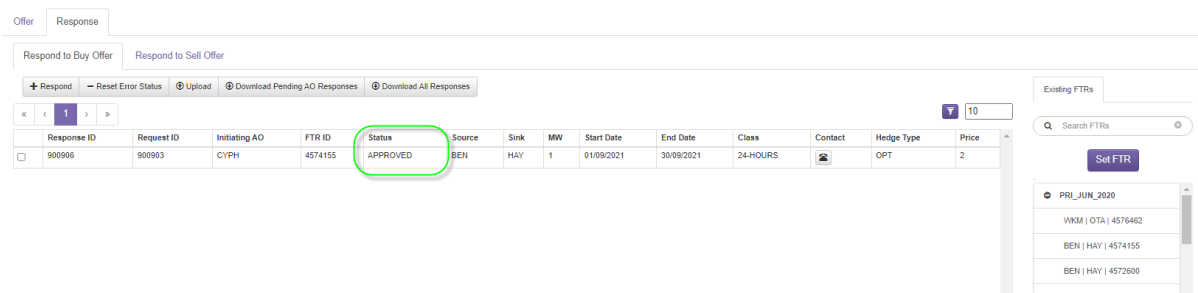 Offer Response
Respond to Buy Offer Respond to Sell Offer
Respond Reset Error Status Upload Download Pending AO Responses Download All Responses
« ‹ 1 › » 10
Response ID Request ID Initiating AO FTR ID Status Source Sink MW Start Date End Date Class Contact Hedge Type Price
900906 900903 CYPH 4574155 APPROVED BEN HAY 1 01/09/2021 30/09/2021 24-HOURS OPT 2
Existing FTRs
Search FTRs
Set FTR
PRI_JUN_2020
WKM | OTA | 4576462
BEN | HAY | 4574155
BEN | HAY | 4572600